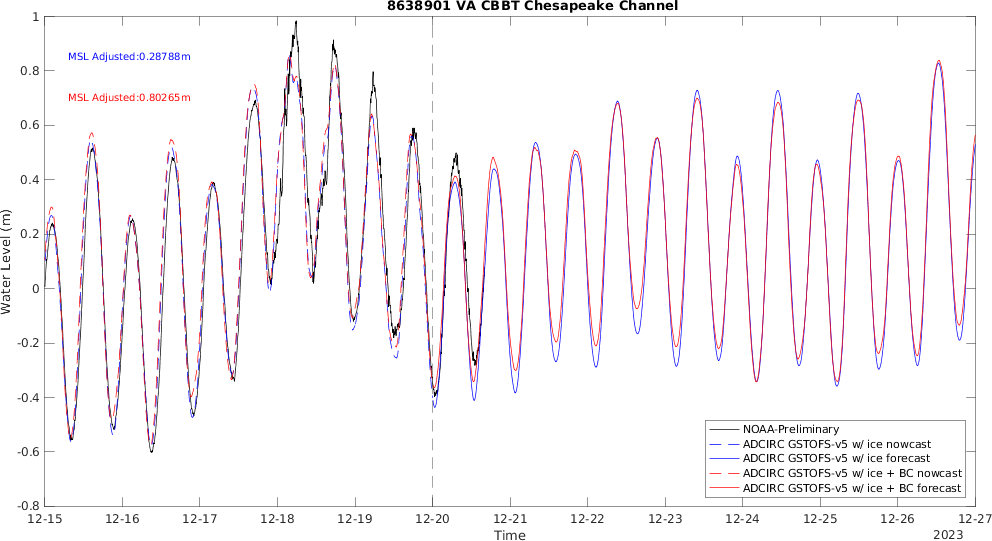 8638901 VA CBBT Chesapeake Channel
MSL Adjusted:0.28788m
MSL Adjusted:0.80265m
Water Level (m)
1
0.8
0.6
0.4
0.2
0
-0.2
-0.4
-0.6
-0.8
NOAA-Preliminary
ADCIRC GSTOFS-v5 w/ ice nowcast
ADCIRC GSTOFS-v5 w/ ice forecast
ADCIRC GSTOFS-v5 w/ ice + BC nowcast
ADCIRC GSTOFS-v5 w/ ice + BC forecast
12-15 12-16 12-17 12-18 12-19 12-20 12-21 12-22 12-23 12-24 12-25 12-26 12-27
Time
2023